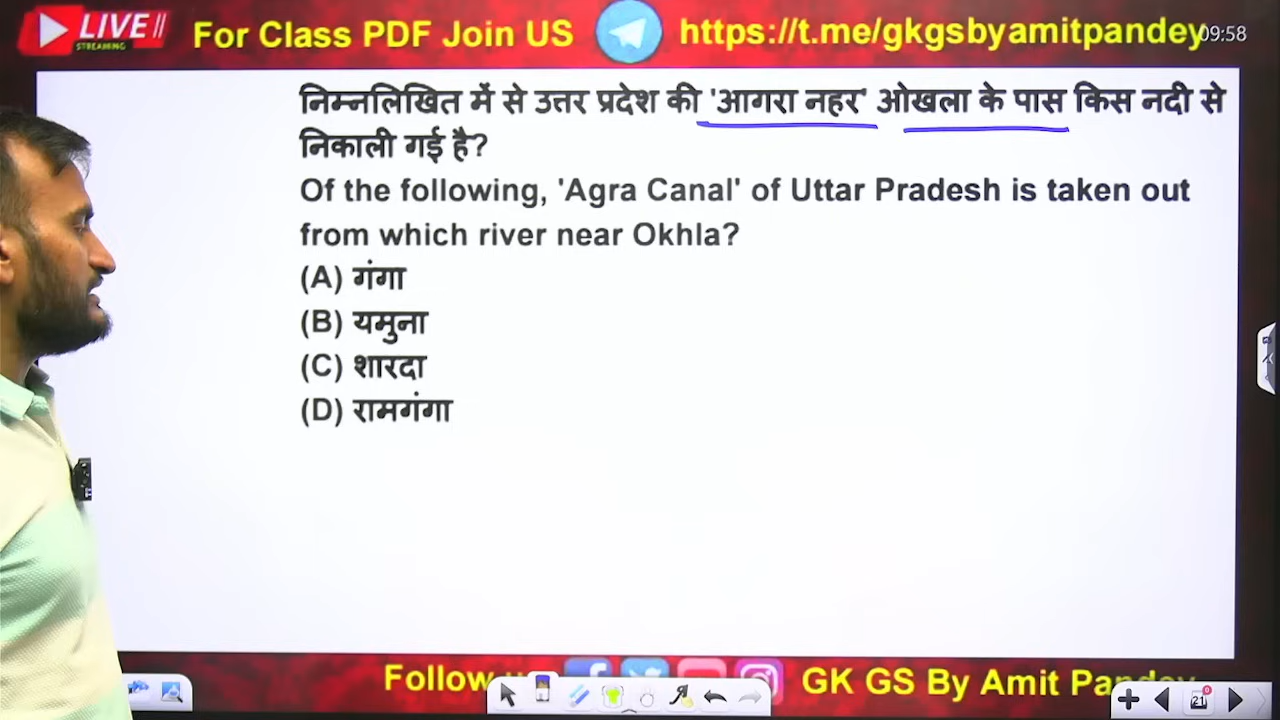 LIVE
STREAMING
For Class PDF Join US
https://t.me/gkgsbyamitpandey
09:58
निम्नलिखित में से उत्तर प्रदेश की 'आगरा नहर' ओखला के पास किस नदी से
निकाली गई है?
Of the following, 'Agra Canal' of Uttar Pradesh is taken out
from which river near Okhla?
(A) गंगा
(B) यमुना
(C) शारदा
(D) रामगंगा
Follow
GK GS By Amit Pandey
21